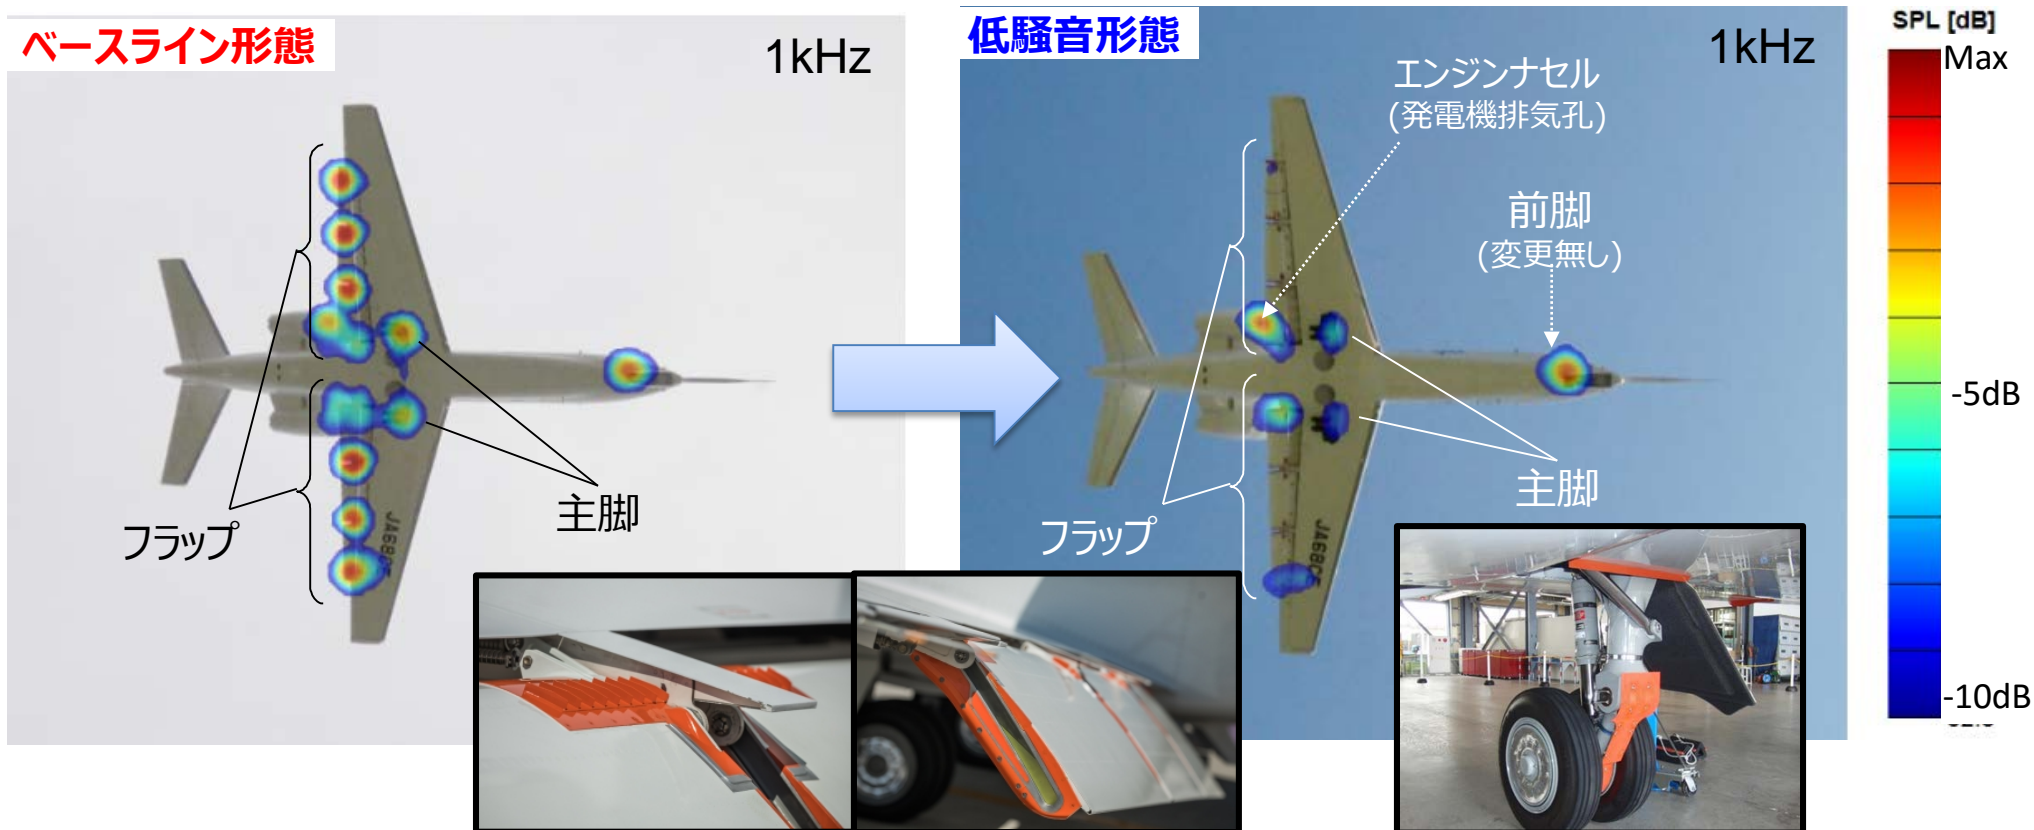 ベースライン形態
1kHz
フラップ
主脚
JA68CE
低騒音形態
1kHz
エンジンナセル
(発電機排気孔)
前脚
(変更無し)
主脚
フラップ
JA68CE
SPL [dB]
Max
-5dB
-10dB